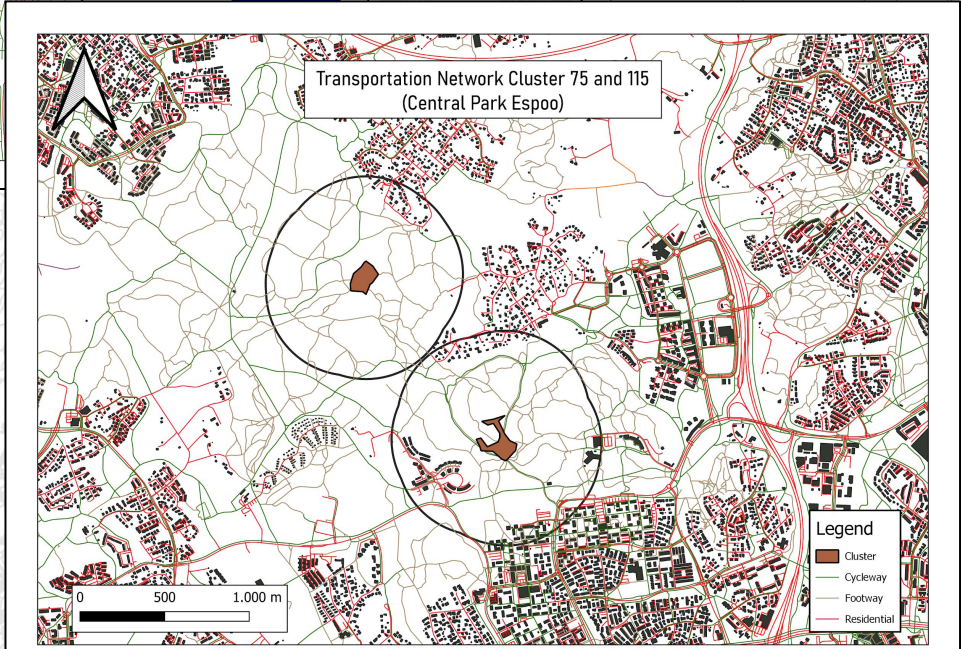 Transportation Network Cluster 75 and 115
(Central Park Espoo)
Legend
Cluster
Cycleway
Footway
Residential
0 500 1.000 m